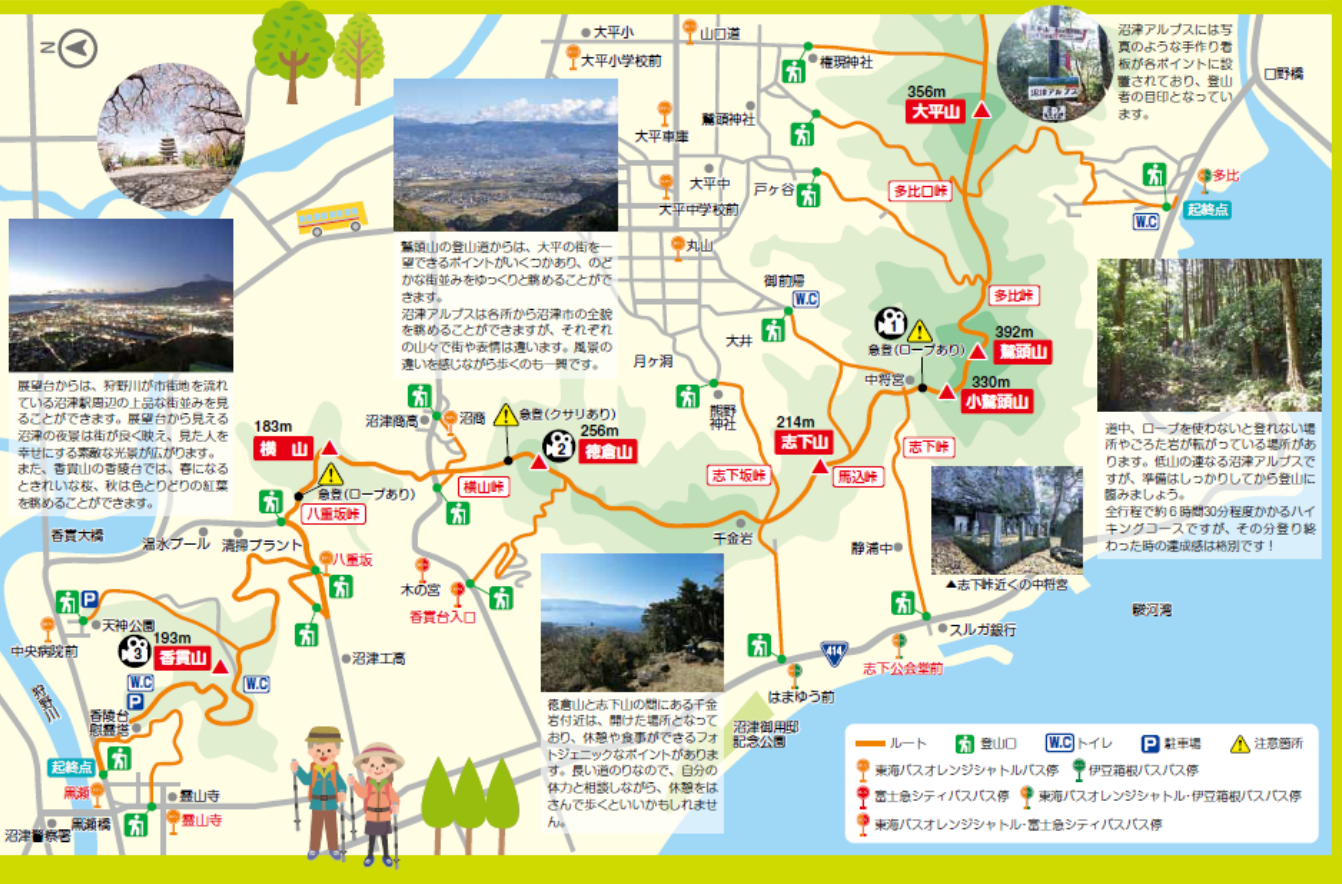 N
大平小
大平小学校前
山口道
権現神社
鷲頭神社
大平車庫
大平中
大平中学校前
戸ヶ谷
丸山
356m
大平山
沼津アルプスには写
真のような手作り看
板が各ポイントに設
置されており、登山
者の目印となってい
ます。
沼津アルプス
口野橋
多比口峠
多比
W.C
起終点
鷲頭山の登山道からは、大平の街を一
望できるポイントがいくつかあり、のど
かな街並みをゆっくりと眺めることがで
きます。
沼津アルプスは各所から沼津市の全貌
を眺めることができますが、それぞれ
の山々で街や表情は違います。風景の
違いを感じながら歩くのも一興です。
御前帰
W.C
多比峠
大井
1
急登(ロープあり)
392m
鷲頭山
中将宮
330m
小鷲頭山
月ヶ洞
熊野
神社
展望台からは、狩野川が市街地を流れ
ている沼津駅周辺の上品な街並みを見
ることができます。展望台から見える
沼津の夜景は街が良く映え、見た人を
幸せにする素敵な光景が広がります。
また、香貫山の香陵台では、春になる
ときれいな桜、秋は色とりどりの紅葉
を眺めることができます。
183m
横 山
急登(ロープあり)
八重坂峠
沼津商高
沼商
急登(クサリあり)
2
256m
徳倉山
横山峠
214m
志下山
志下坂峠
馬込峠
志下峠
千金岩
静浦中
道中、ロープを使わないと登れない場
所やごろた岩が転がっている場所があ
ります。低山の連なる沼津アルプスで
すが、準備はしっかりしてから登山に
臨みましょう。
全行程で約6時間30分程度かかるハイ
キングコースですが、その分登り終
わった時の達成感は格別です！
▲志下峠近くの中将宮
香貫大橋
温水プール
清掃プラント
八重坂
木の宮
香貫台入口
P
天神公園
中央病院前
3
193m
香貫山
W.C
P
W.C
香陵台
慰霊塔
狩野川
沼津工高
起終点
黒瀬
黒瀬橋
沼津警察署
霊山寺
霊山寺
徳倉山と志下山の間にある千金
岩付近は、開けた場所となって
おり、休憩や食事ができるフォ
トジェニックなポイントがありま
す。長い道のりなので、自分の
体力と相談しながら、休憩をは
さんで歩くといいかもしれませ
ん。
スルガ銀行
志下公会堂前
414
はまゆう前
沼津御用邸
記念公園
駿河湾
ルート
登山口
W.C トイレ
P 駐車場
注意箇所
東海バスオレンジシャトルバス停
伊豆箱根バスバス停
富士急シティバスバス停
東海バスオレンジシャトル・伊豆箱根バスバス停
東海バスオレンジシャトル・富士急シティバスバス停